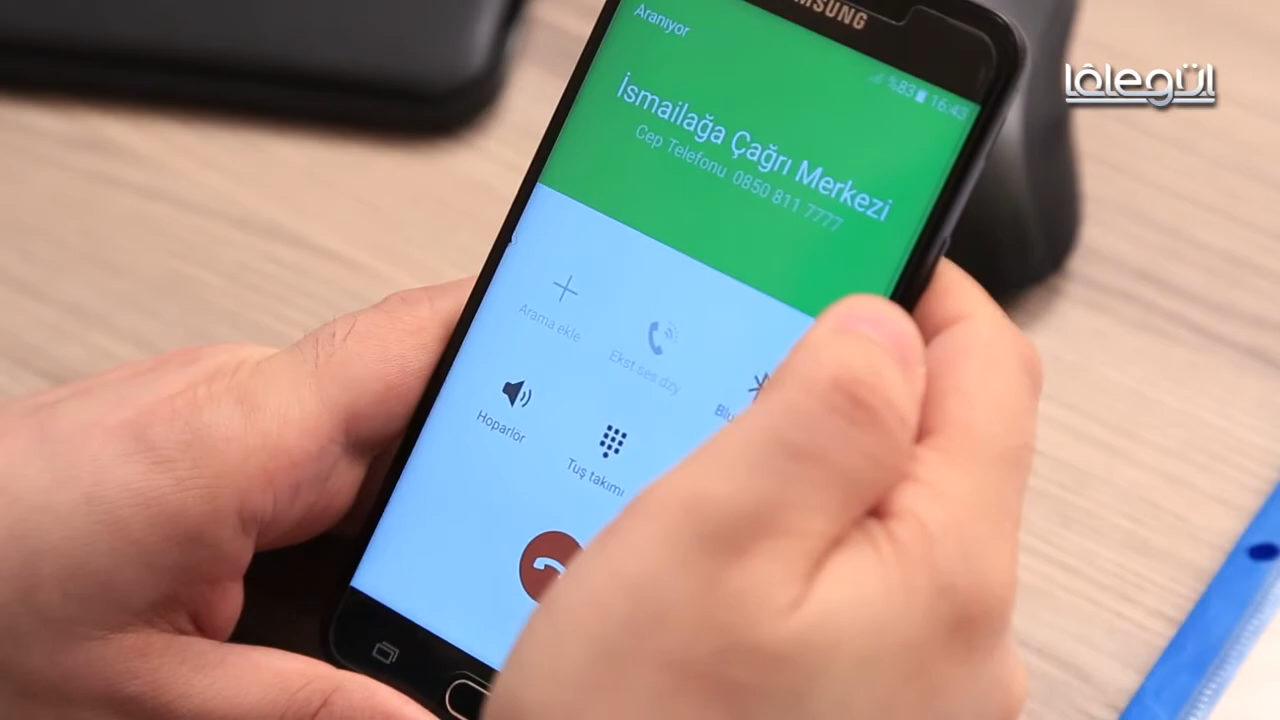 SAMSUNG
Aranıyor
%83 16:43
İsmailağa Çağrı Merkezi
Cep Telefonu 0850 811 7777
Arama ekle
Ekst ses dzy
Hoparlör
Tuş takımı
lâlegül